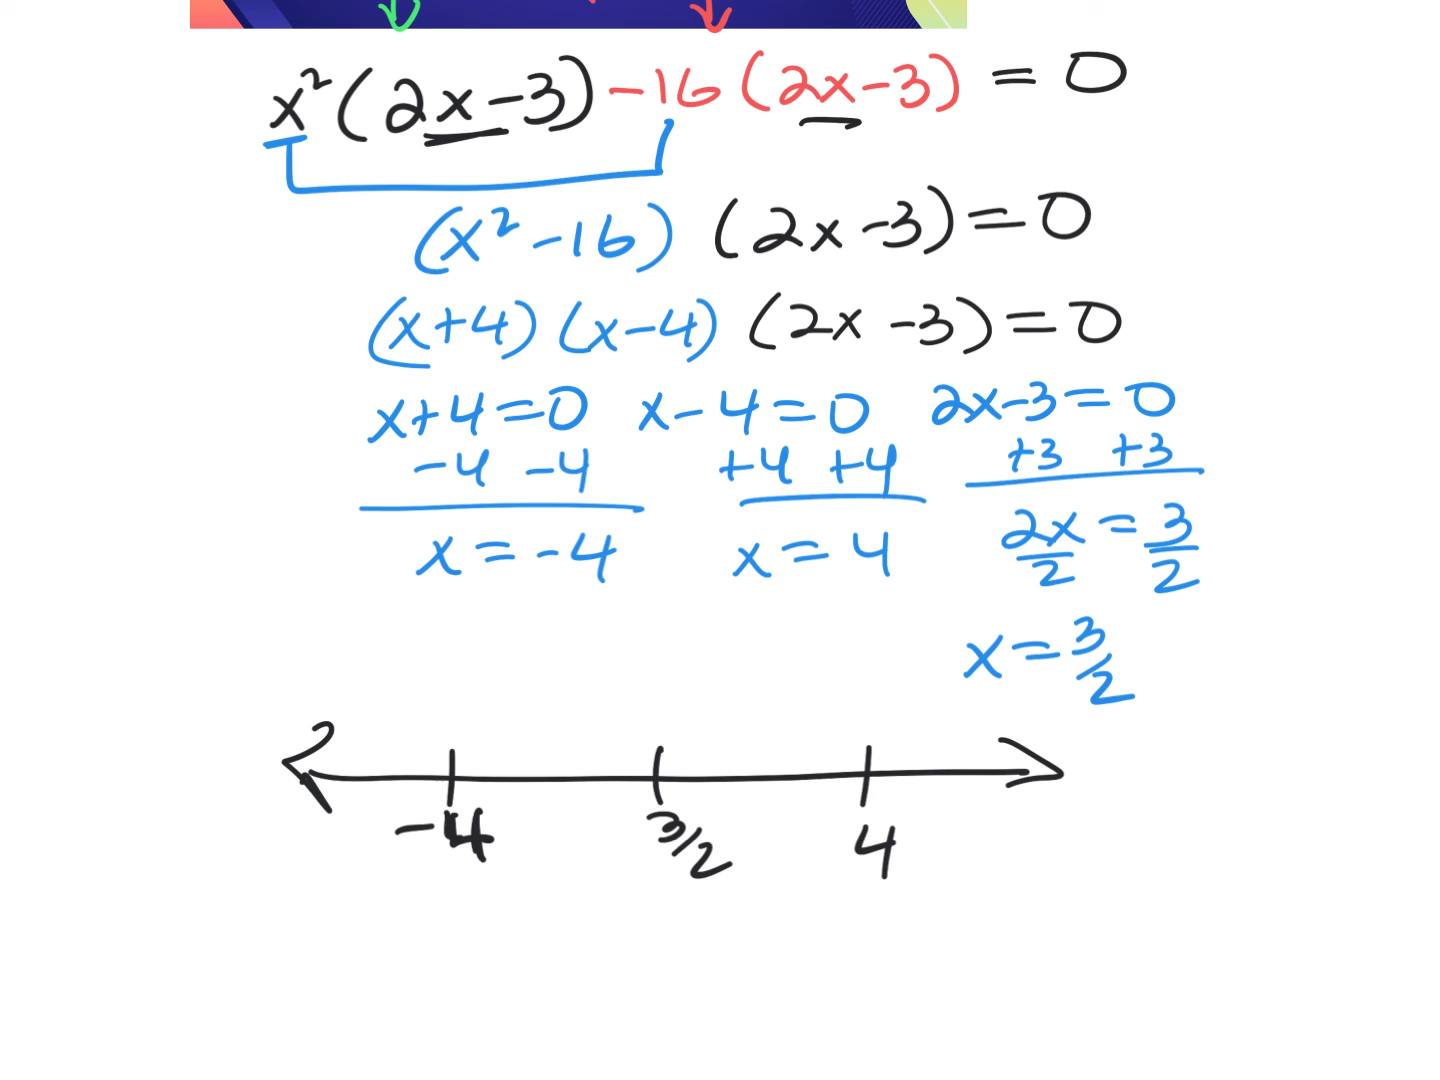 x² (2x - 3) - 16 (2x - 3) = 0
(x² - 16) (2x - 3) = 0
(x + 4) (x - 4) (2x - 3) = 0
x + 4 = 0 x - 4 = 0 2x - 3 = 0
- 4 - 4 + 4 + 4 + 3 + 3
x = - 4 x = 4 2x/2 = 3/2
x = 3/2
- 4 3/2 4